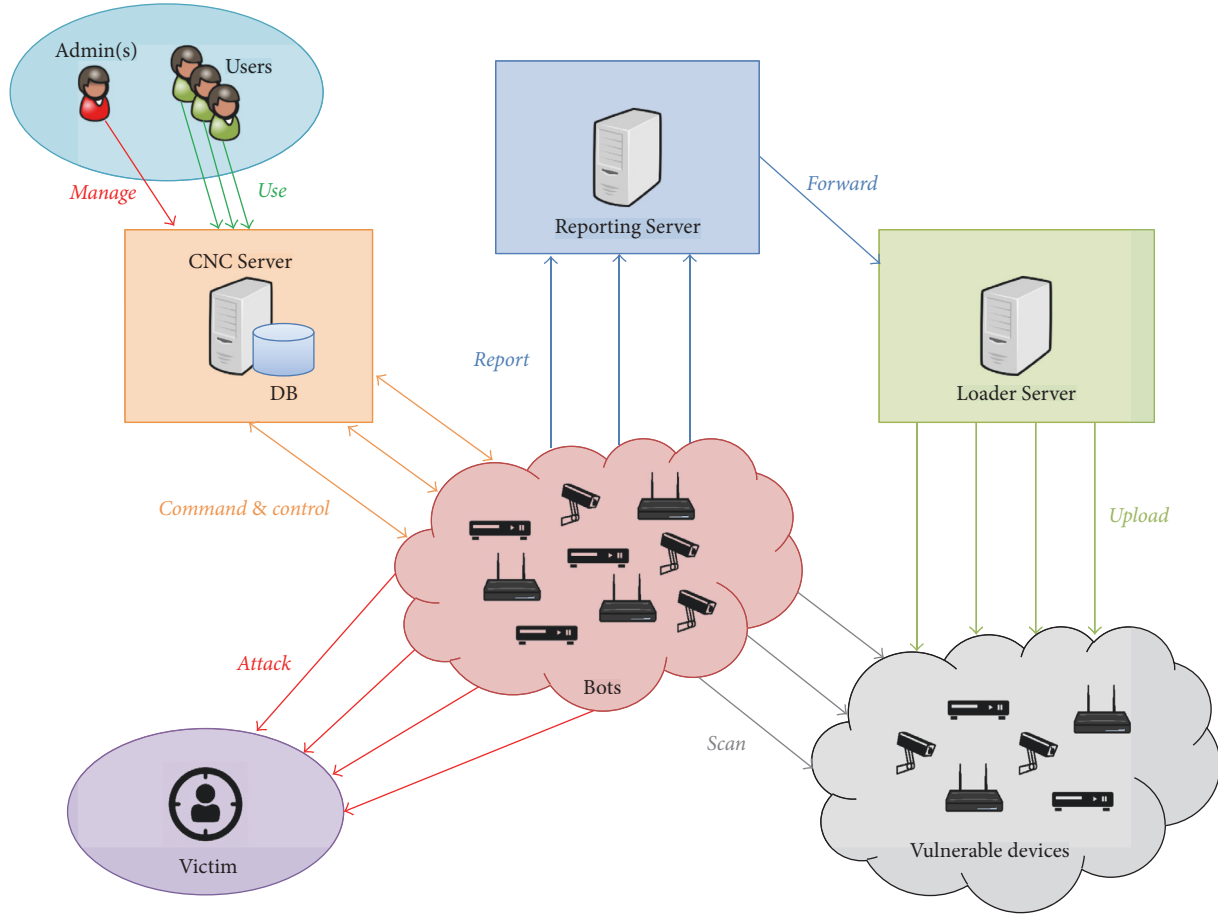 Admin(s)
Users
Manage
Use
CNC Server
DB
Reporting Server
Forward
Loader Server
Report
Command & control
Upload
Attack
Bots
Scan
Victim
Vulnerable devices